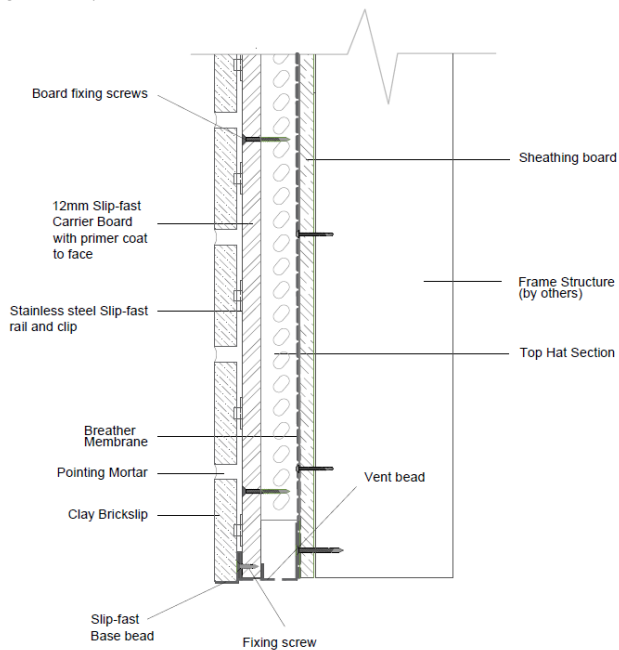 Board fixing screws
Sheathing board
12mm Slip-fast
Carrier Board
with primer coat
to face
Frame Structure
(by others)
Stainless steel Slip-fast
rail and clip
Top Hat Section
Breather
Membrane
Pointing Mortar
Vent bead
Clay Brickslip
Slip-fast
Base bead
Fixing screw